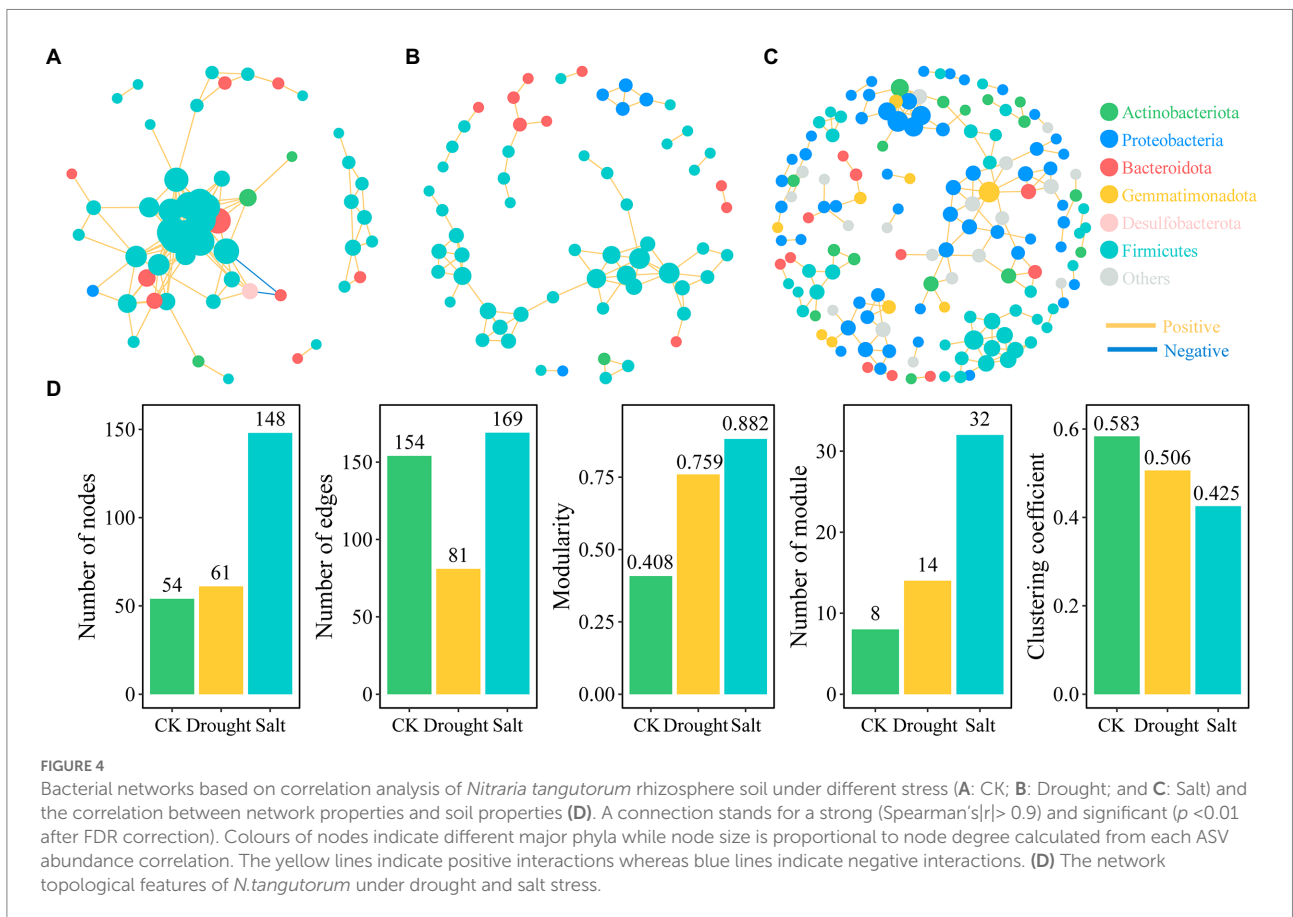 A
B
C
Actinobacteriota
Proteobacteria
Bacteroidota
Gemmatimonadota
Desulfobacterota
Firmicutes
Others
Positive
Negative
D
Number of nodes
150
100
50
0
54
61
148
CK Drought Salt
Number of edges
150
100
50
0
154
81
169
CK Drought Salt
Modularity
0.75
0.50
0.25
0.00
0.408
0.759
0.882
CK Drought Salt
Number of module
30
20
10
0
8
14
32
CK Drought Salt
Clustering coefficient
0.6
0.4
0.2
0.0
0.583
0.506
0.425
CK Drought Salt
FIGURE 4
Bacterial networks based on correlation analysis of Nitraria tangutorum rhizosphere soil under different stress (A: CK; B: Drought; and C: Salt) and
the correlation between network properties and soil properties (D). A connection stands for a strong (Spearman's|r|> 0.9) and significant (p <0.01
after FDR correction). Colours of nodes indicate different major phyla while node size is proportional to node degree calculated from each ASV
abundance correlation. The yellow lines indicate positive interactions whereas blue lines indicate negative interactions. (D) The network
topological features of N.tangutorum under drought and salt stress.